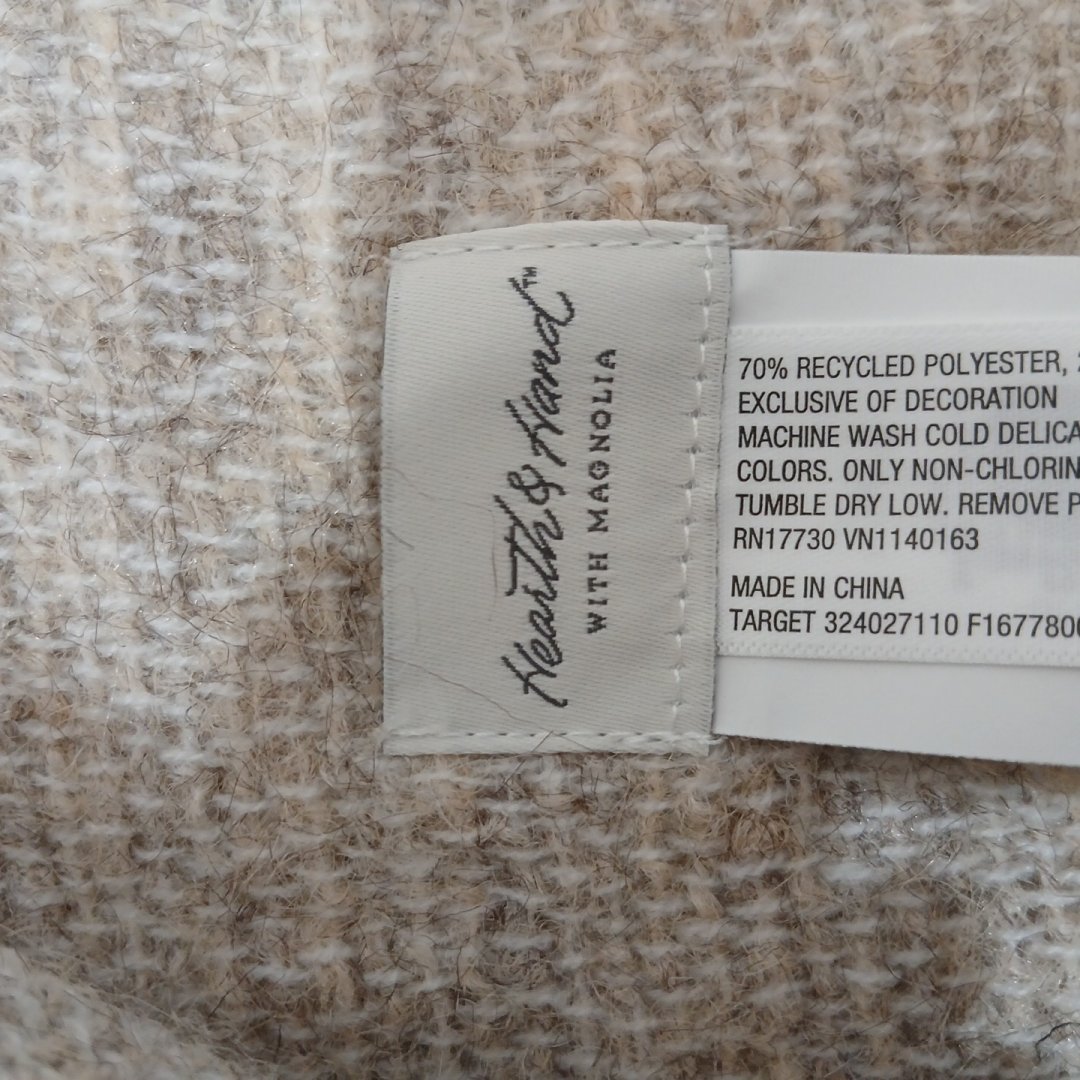 Hearth & Hand™
WITH MAGNOLIA
70% RECYCLED POLYESTER,
EXCLUSIVE OF DECORATION
MACHINE WASH COLD
COLORS. ONLY
TUMBLE DRY LOW. REMOVE
RN17730 VN1140163
MADE IN CHINA
TARGET 324027110